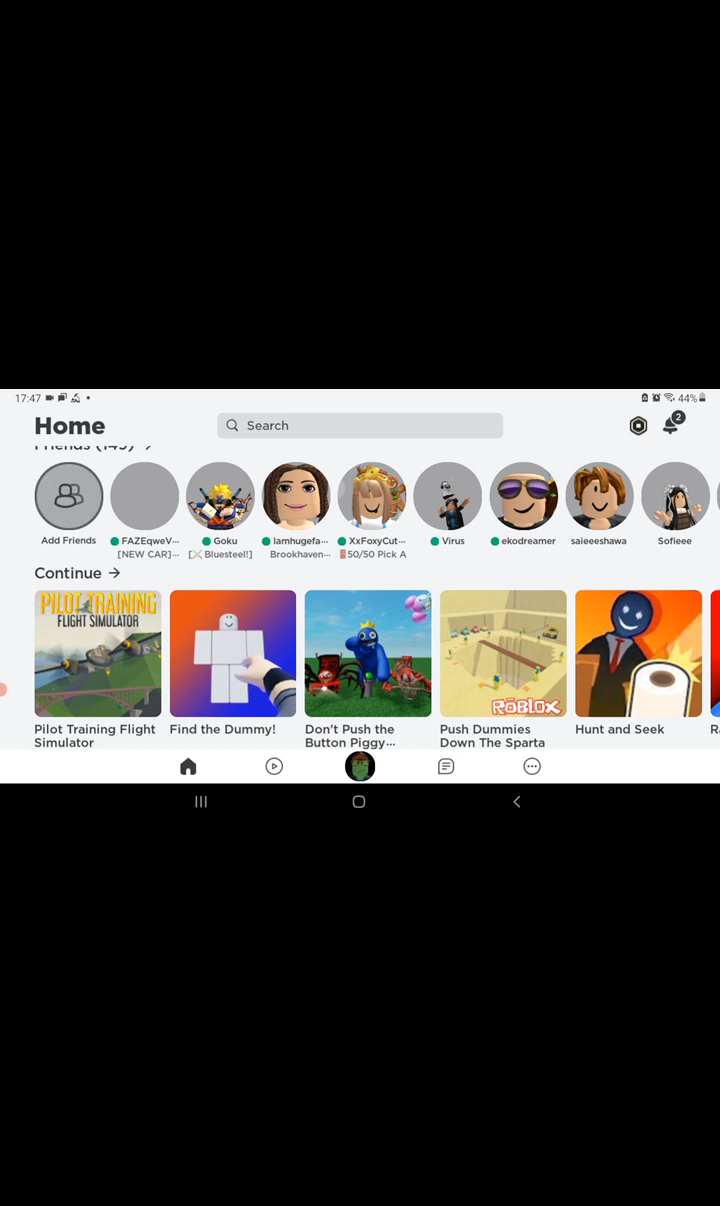 17:47
44%
Home
Search
2
Friends (149)
Add Friends
FAZEqweV...
[NEW CAR]...
Goku
[⚔️ Bluesteel!]
Iamhugefa...
Brookhaven...
XxFoxyCut...
🚪50/50 Pick A
Virus
ekodreamer
saieeeshawa
Sofieee
Continue →
PILOT TRAINING
FLIGHT SIMULATOR
ROBLOX
Pilot Training Flight
Simulator
Find the Dummy!
Don't Push the
Button Piggy...
Push Dummies
Down The Sparta
Hunt and Seek